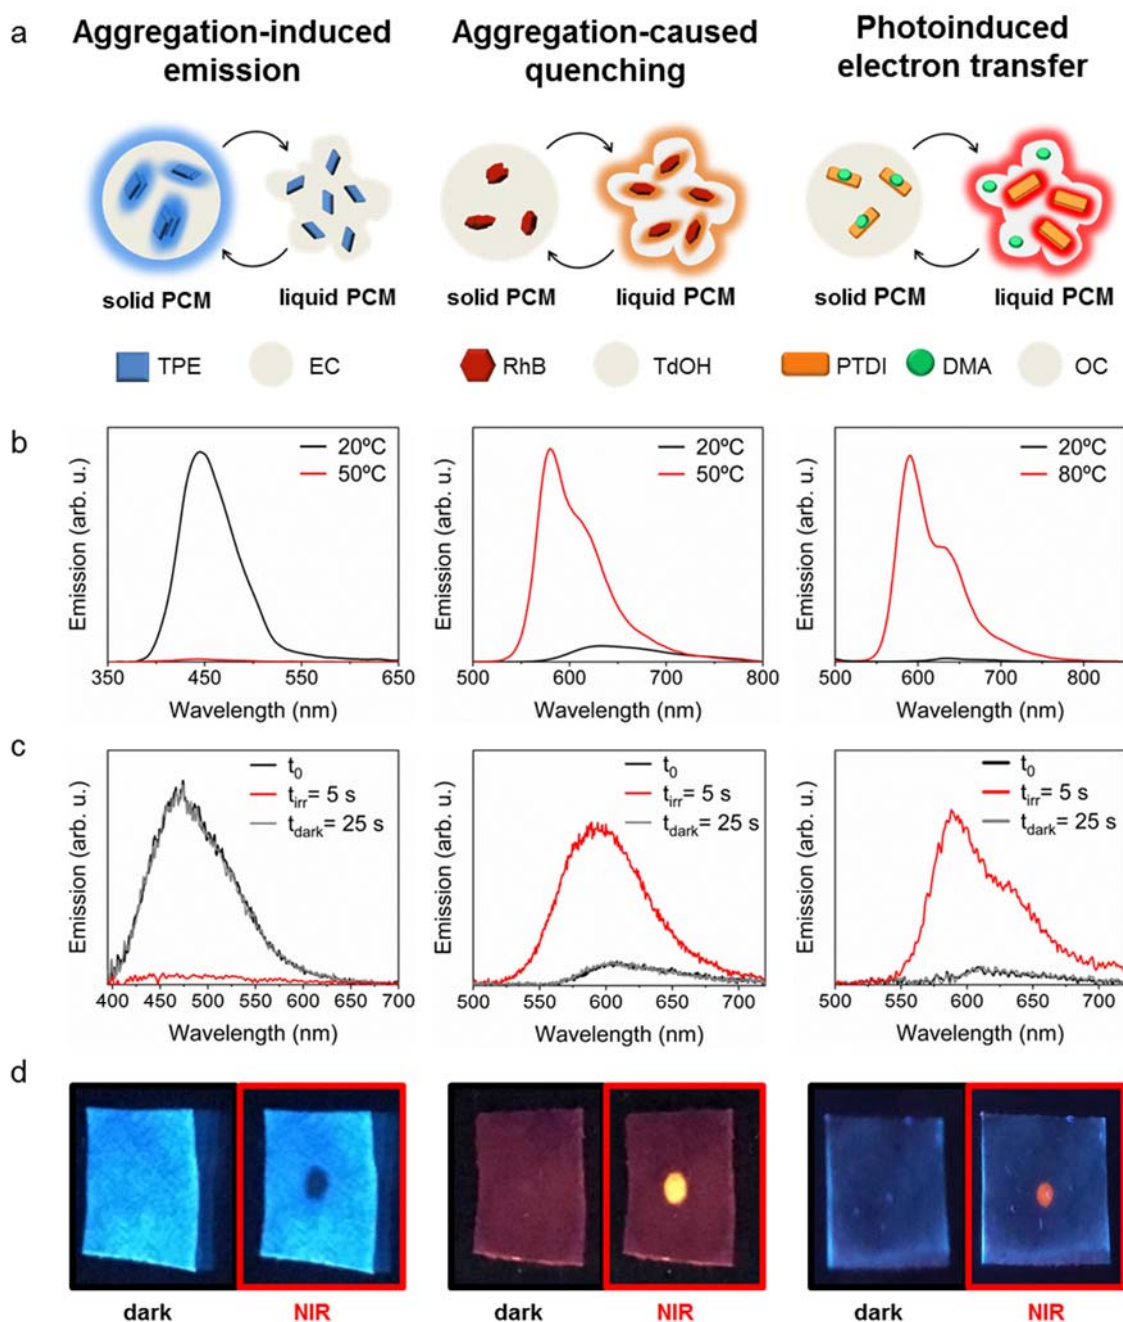 a
Aggregation-induced
emission
Aggregation-caused
quenching
Photoinduced
electron transfer
solid PCM
liquid PCM
solid PCM
liquid PCM
solid PCM
liquid PCM
TPE
EC
RhB
TdOH
PTDI
DMA
OC
b
Emission (arb. u.)
20ºC
50ºC
350 450 550 650
Wavelength (nm)
Emission (arb. u.)
20ºC
50ºC
500 600 700 800
Wavelength (nm)
Emission (arb. u.)
20ºC
80ºC
500 600 700 800
Wavelength (nm)
c
Emission (arb. u.)
t0
tirr= 5 s
tdark= 25 s
400 450 500 550 600 650 700
Wavelength (nm)
Emission (arb. u.)
t0
tirr= 5 s
tdark= 25 s
500 550 600 650 700
Wavelength (nm)
Emission (arb. u.)
t0
tirr= 5 s
tdark= 25 s
500 550 600 650 700
Wavelength (nm)
d
dark
NIR
dark
NIR
dark
NIR